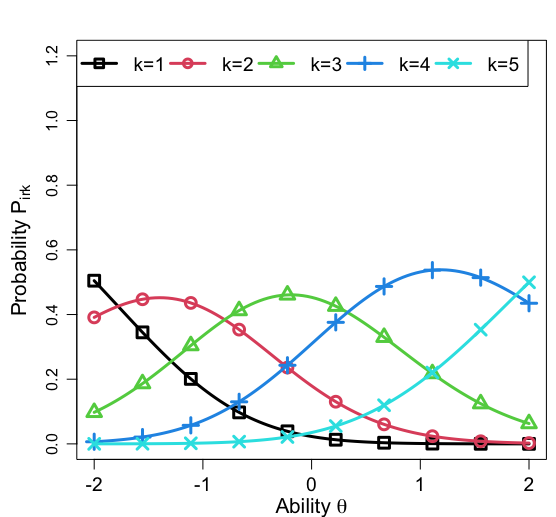 k=1 k=2 k=3 k=4 k=5
Probability P_irk
0.0 0.2 0.4 0.6 0.8 1.0 1.2
-2 -1 0 1 2
Ability θ